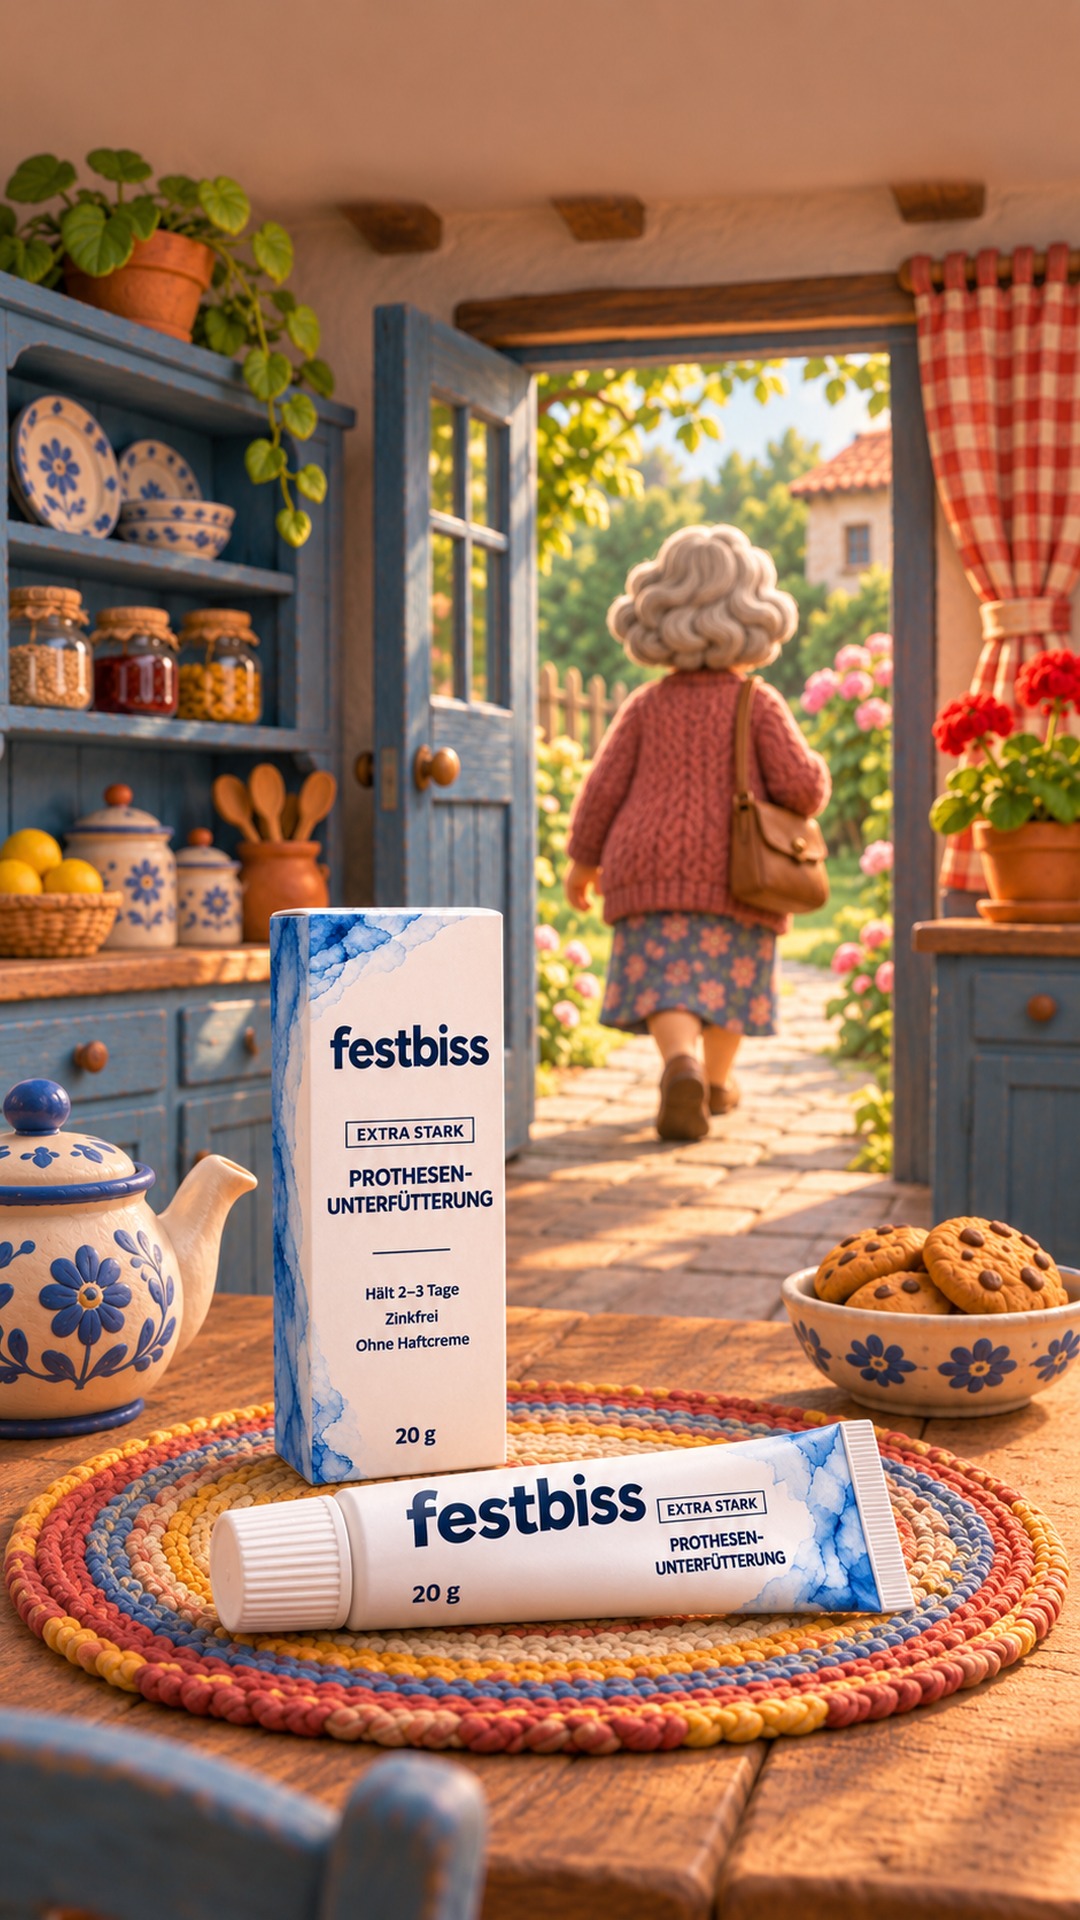 festbiss
EXTRA STARK
PROTHESEN-
UNTERFÜTTERUNG
Hält 2–3 Tage
Zinkfrei
Ohne Haftcreme
20 g
festbiss
EXTRA STARK
PROTHESEN-
UNTERFÜTTERUNG
20 g